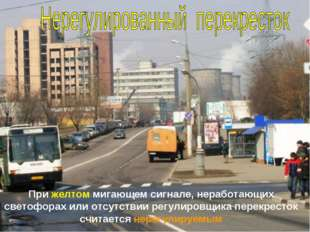 Нерегулированный перекресток
При желтом мигающем сигнале, неработающих
светофорах или отсутствии регулировщика перекресток
считается нерегулируемым